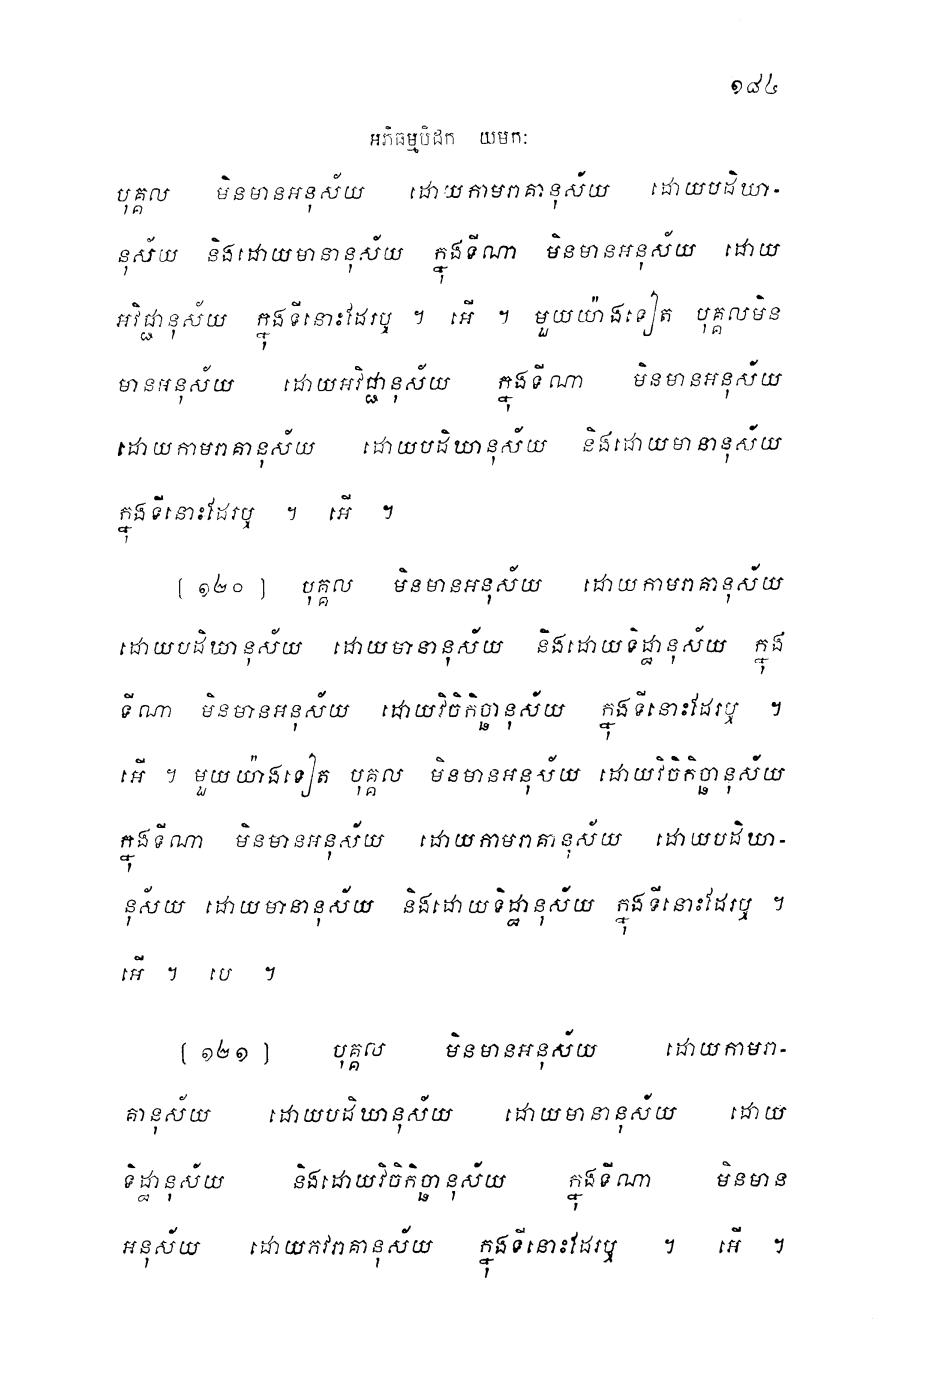 ១៨៤
អភិធម្មបិដក យមកៈ
បុគ្គល មិនមានអនុស័យ ដោយកាមរាគានុស័យ ដោយបដិឃា-
នុស័យ និងដោយមានានុស័យ ក្នុងទីណា មិនមានអនុស័យ ដោយ
អវិជ្ជានុស័យ ក្នុងទីនោះដែរឬ ។ អើ ។ មួយយ៉ាងទៀត បុគ្គលមិន
មានអនុស័យ ដោយអវិជ្ជានុស័យ ក្នុងទីណា មិនមានអនុស័យ
ដោយកាមរាគានុស័យ ដោយបដិឃានុស័យ និងដោយមានានុស័យ
ក្នុងទីនោះដែរឬ ។ អើ ។
[ ១២០ ] បុគ្គល មិនមានអនុស័យ ដោយកាមរាគានុស័យ
ដោយបដិឃានុស័យ ដោយមានានុស័យ និងដោយទិដ្ឋានុស័យ ក្នុង
ទីណា មិនមានអនុស័យ ដោយវិចិកិច្ឆានុស័យ ក្នុងទីនោះដែរឬ ។
អើ ។ មួយយ៉ាងទៀត បុគ្គល មិនមានអនុស័យ ដោយវិចិកិច្ឆានុស័យ
ក្នុងទីណា មិនមានអនុស័យ ដោយកាមរាគានុស័យ ដោយបដិឃា-
នុស័យ ដោយមានានុស័យ និងដោយទិដ្ឋានុស័យ ក្នុងទីនោះដែរឬ ។
អើ ។ បេ ។
[ ១២១ ] បុគ្គល មិនមានអនុស័យ ដោយកាមរា-
គានុស័យ ដោយបដិឃានុស័យ ដោយមានានុស័យ ដោយ
ទិដ្ឋានុស័យ និងដោយវិចិកិច្ឆានុស័យ ក្នុងទីណា មិនមាន
អនុស័យ ដោយភវរាគានុស័យ ក្នុងទីនោះដែរឬ ។ អើ ។